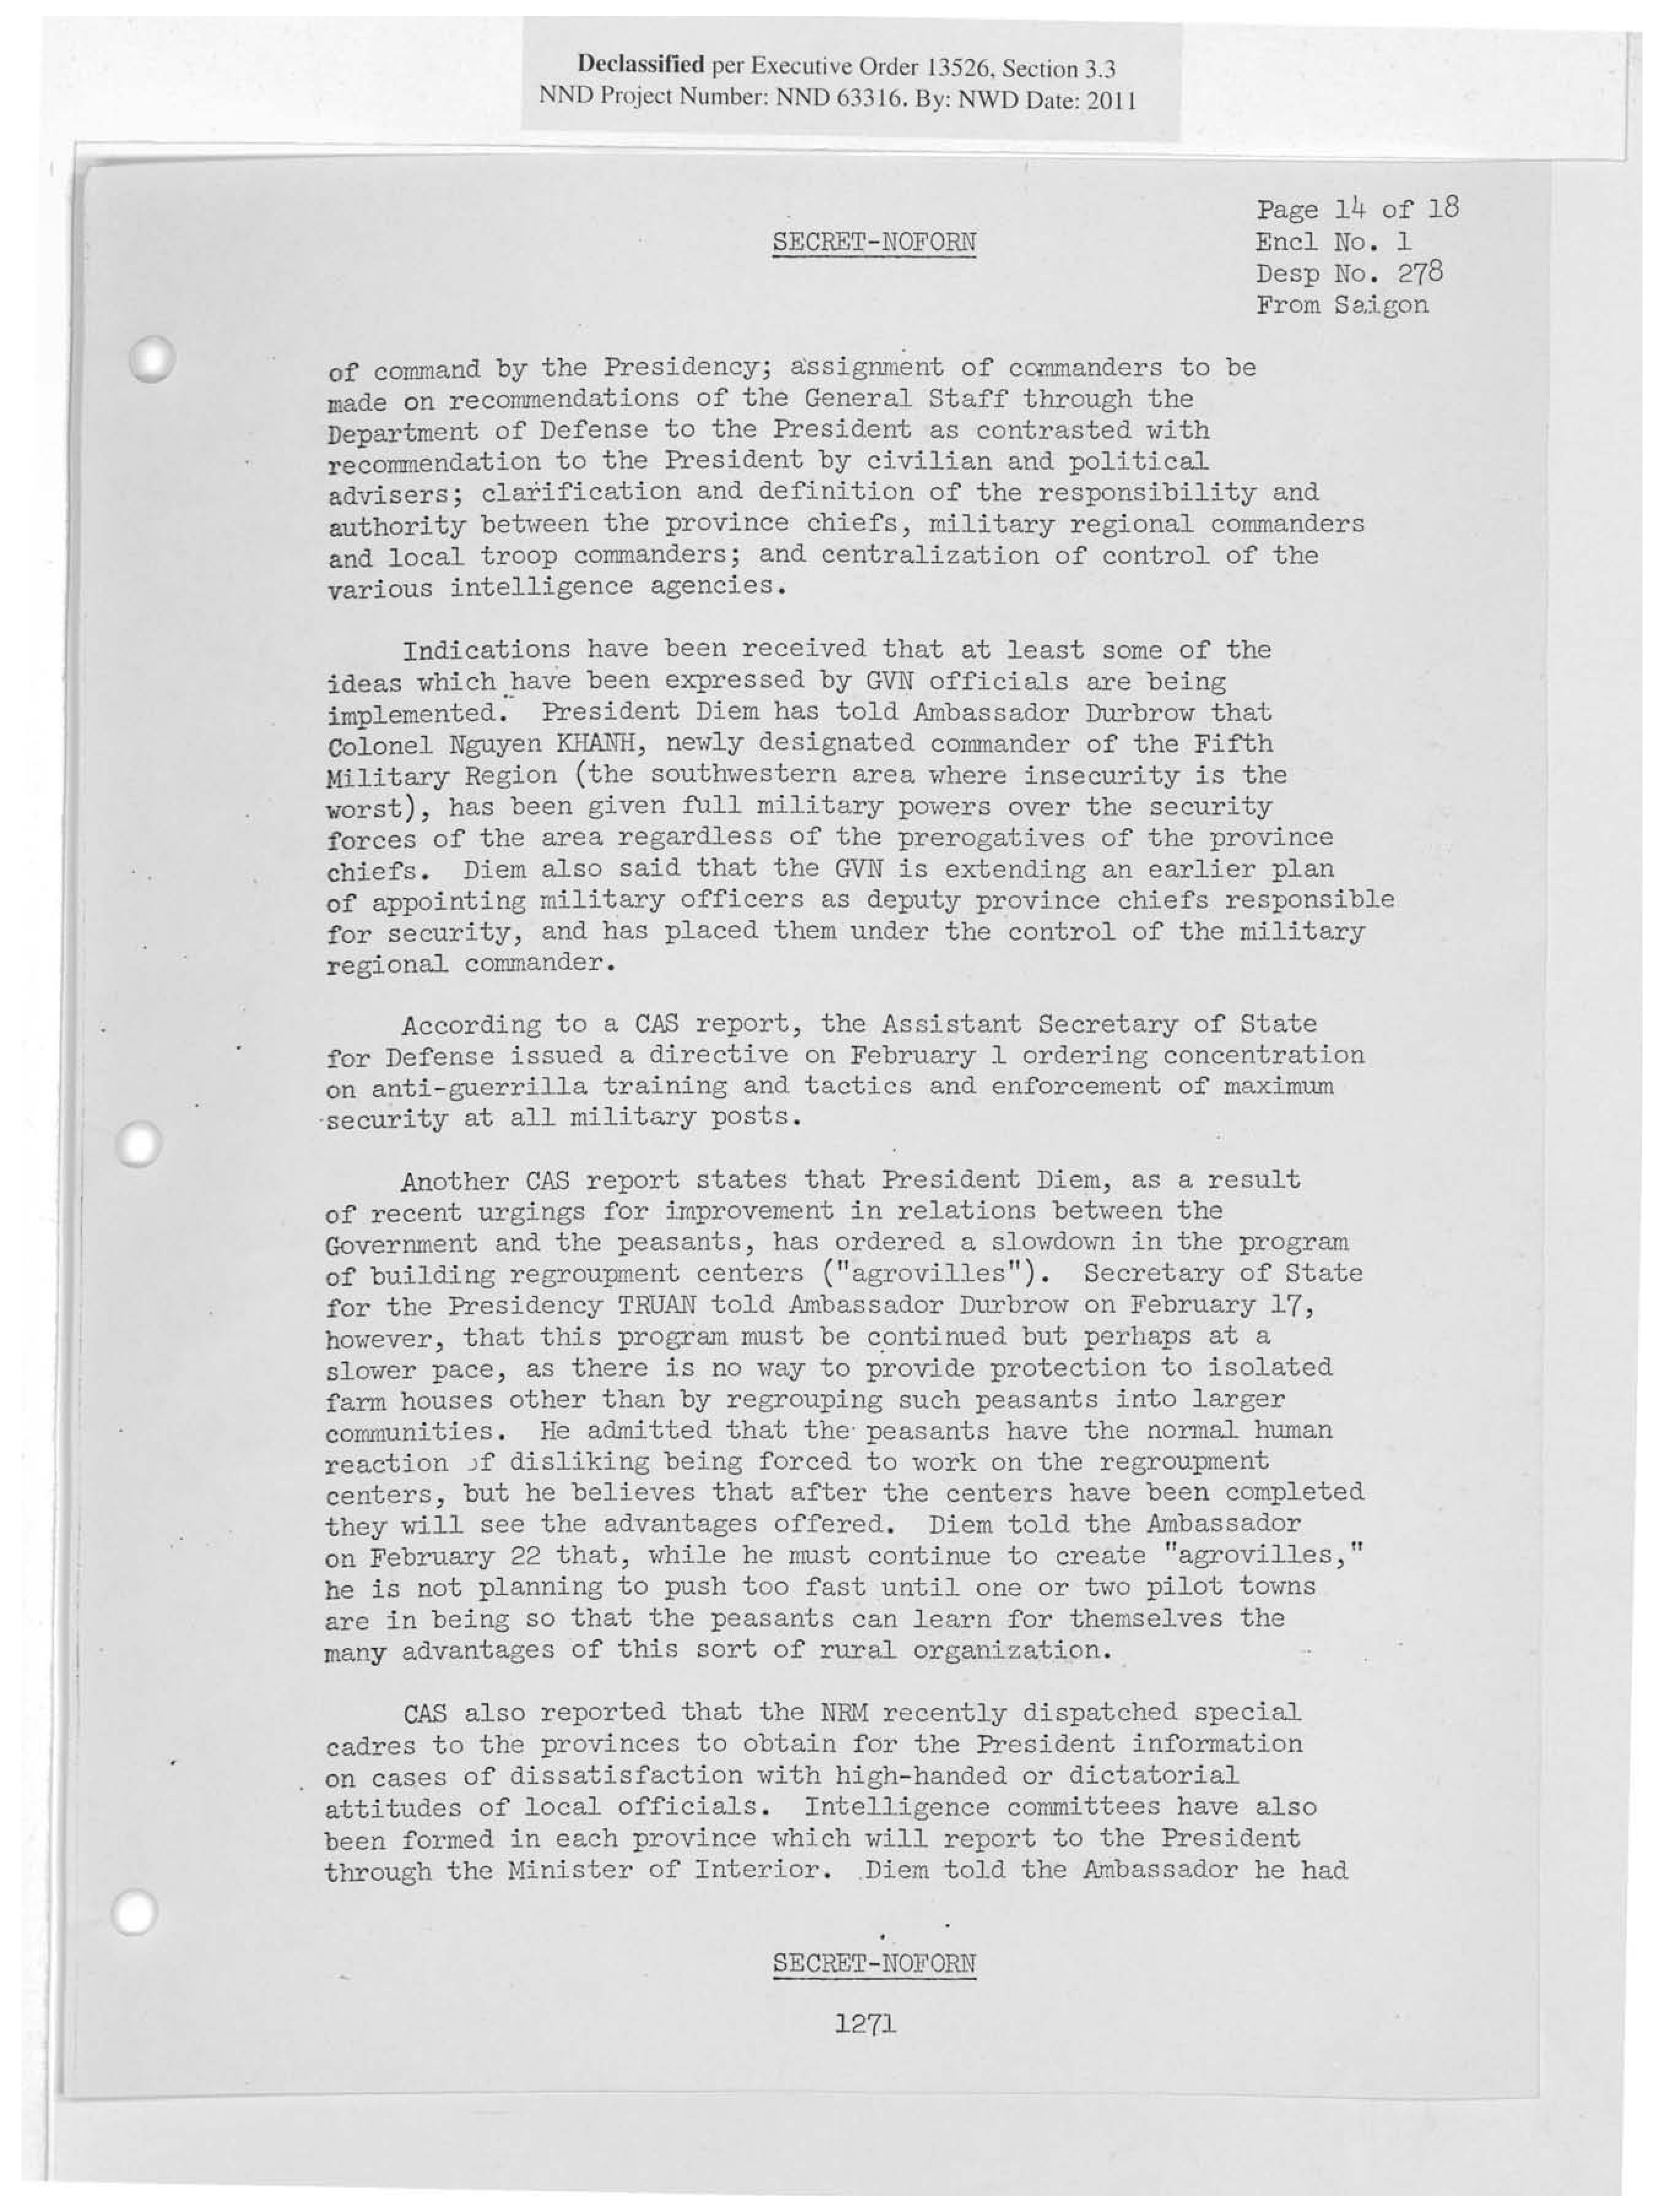 Declassified per Executive Order 13526, Section 3.3
NND Project Number: NND 63316. By: NWD Date: 2011
Page 14 of 18
SECRET-NOFORN
Encl No. 1
Desp No. 278
From Saigon
of command by the Presidency; assignment of commanders to be
made on recommendations of the General Staff through the
Department of Defense to the President as contrasted with
recommendation to the President by civilian and political
advisers; clarification and definition of the responsibility and
authority between the province chiefs, military regional commanders
and local troop commanders; and centralization of control of the
various intelligence agencies.
Indications have been received that at least some of the
ideas which have been expressed by GVN officials are being
implemented. President Diem has told Ambassador Durbrow that
Colonel Nguyen KHANH, newly designated commander of the Fifth
Military Region (the southwestern area where insecurity is the
worst), has been given full military powers over the security
forces of the area regardless of the prerogatives of the province
chiefs. Diem also said that the GVN is extending an earlier plan
of appointing military officers as deputy province chiefs responsible
for security, and has placed them under the control of the military
regional commander.
According to a CAS report, the Assistant Secretary of State
for Defense issued a directive on February 1 ordering concentration
on anti-guerrilla training and tactics and enforcement of maximum
security at all military posts.
Another CAS report states that President Diem, as a result
of recent urgings for improvement in relations between the
Government and the peasants, has ordered a slowdown in the program
of building regroupment centers ("agrovilles"). Secretary of State
for the Presidency TRUAN told Ambassador Durbrow on February 17,
however, that this program must be continued but perhaps at a
slower pace, as there is no way to provide protection to isolated
farm houses other than by regrouping such peasants into larger
communities. He admitted that the peasants have the normal human
reaction of disliking being forced to work on the regroupment
centers, but he believes that after the centers have been completed
they will see the advantages offered. Diem told the Ambassador
on February 22 that, while he must continue to create "agrovilles,"
he is not planning to push too fast until one or two pilot towns
are in being so that the peasants can learn for themselves the
many advantages of this sort of rural organization.
CAS also reported that the NRM recently dispatched special
cadres to the provinces to obtain for the President information
on cases of dissatisfaction with high-handed or dictatorial
attitudes of local officials. Intelligence committees have also
been formed in each province which will report to the President
through the Minister of Interior. Diem told the Ambassador he had
SECRET-NOFORN
1271